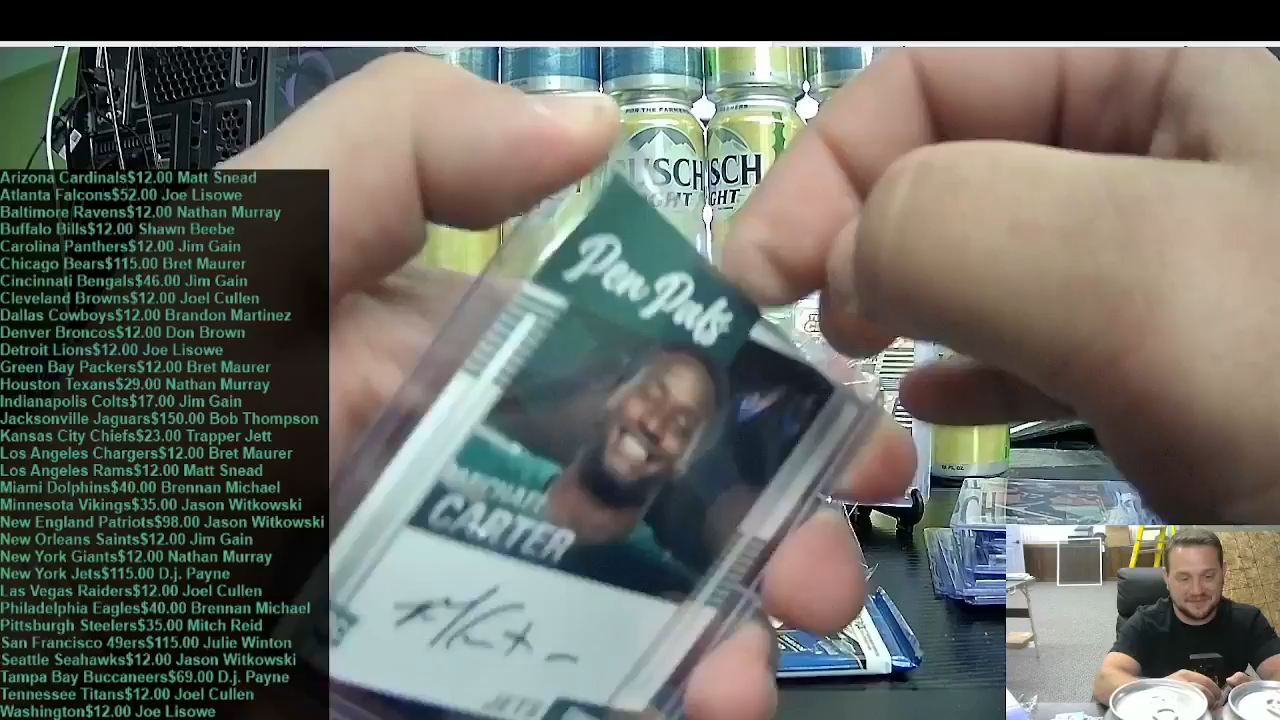 Arizona Cardinals$12.00 Matt Snead
Atlanta Falcons$52.00 Joe Lisowe
Baltimore Ravens$12.00 Nathan Murray
Buffalo Bills$12.00 Shawn Beebe
Carolina Panthers$12.00 Jim Gain
Chicago Bears$115.00 Bret Maurer
Cincinnati Bengals$46.00 Jim Gain
Cleveland Browns$12.00 Joel Cullen
Dallas Cowboys$12.00 Brandon Martinez
Denver Broncos$12.00 Don Brown
Detroit Lions$12.00 Joe Lisowe
Green Bay Packers$12.00 Bret Maurer
Houston Texans$29.00 Nathan Murray
Indianapolis Colts$17.00 Jim Gain
Jacksonville Jaguars$150.00 Bob Thompson
Kansas City Chiefs$23.00 Trapper Jett
Los Angeles Chargers$12.00 Bret Maurer
Los Angeles Rams$12.00 Matt Snead
Miami Dolphins$40.00 Brennan Michael
Minnesota Vikings$35.00 Jason Witkowski
New England Patriots$98.00 Jason Witkowski
New Orleans Saints$12.00 Jim Gain
New York Giants$12.00 Nathan Murray
New York Jets$115.00 D.j. Payne
Las Vegas Raiders$12.00 Joel Cullen
Philadelphia Eagles$40.00 Brennan Michael
Pittsburgh Steelers$35.00 Mitch Reid
San Francisco 49ers$115.00 Julie Winton
Seattle Seahawks$12.00 Jason Witkowski
Tampa Bay Buccaneers$69.00 D.j. Payne
Tennessee Titans$12.00 Joel Cullen
Washington$12.00 Joe Lisowe
Pen Pals
CARTER
JETS
FOR THE FARMERS